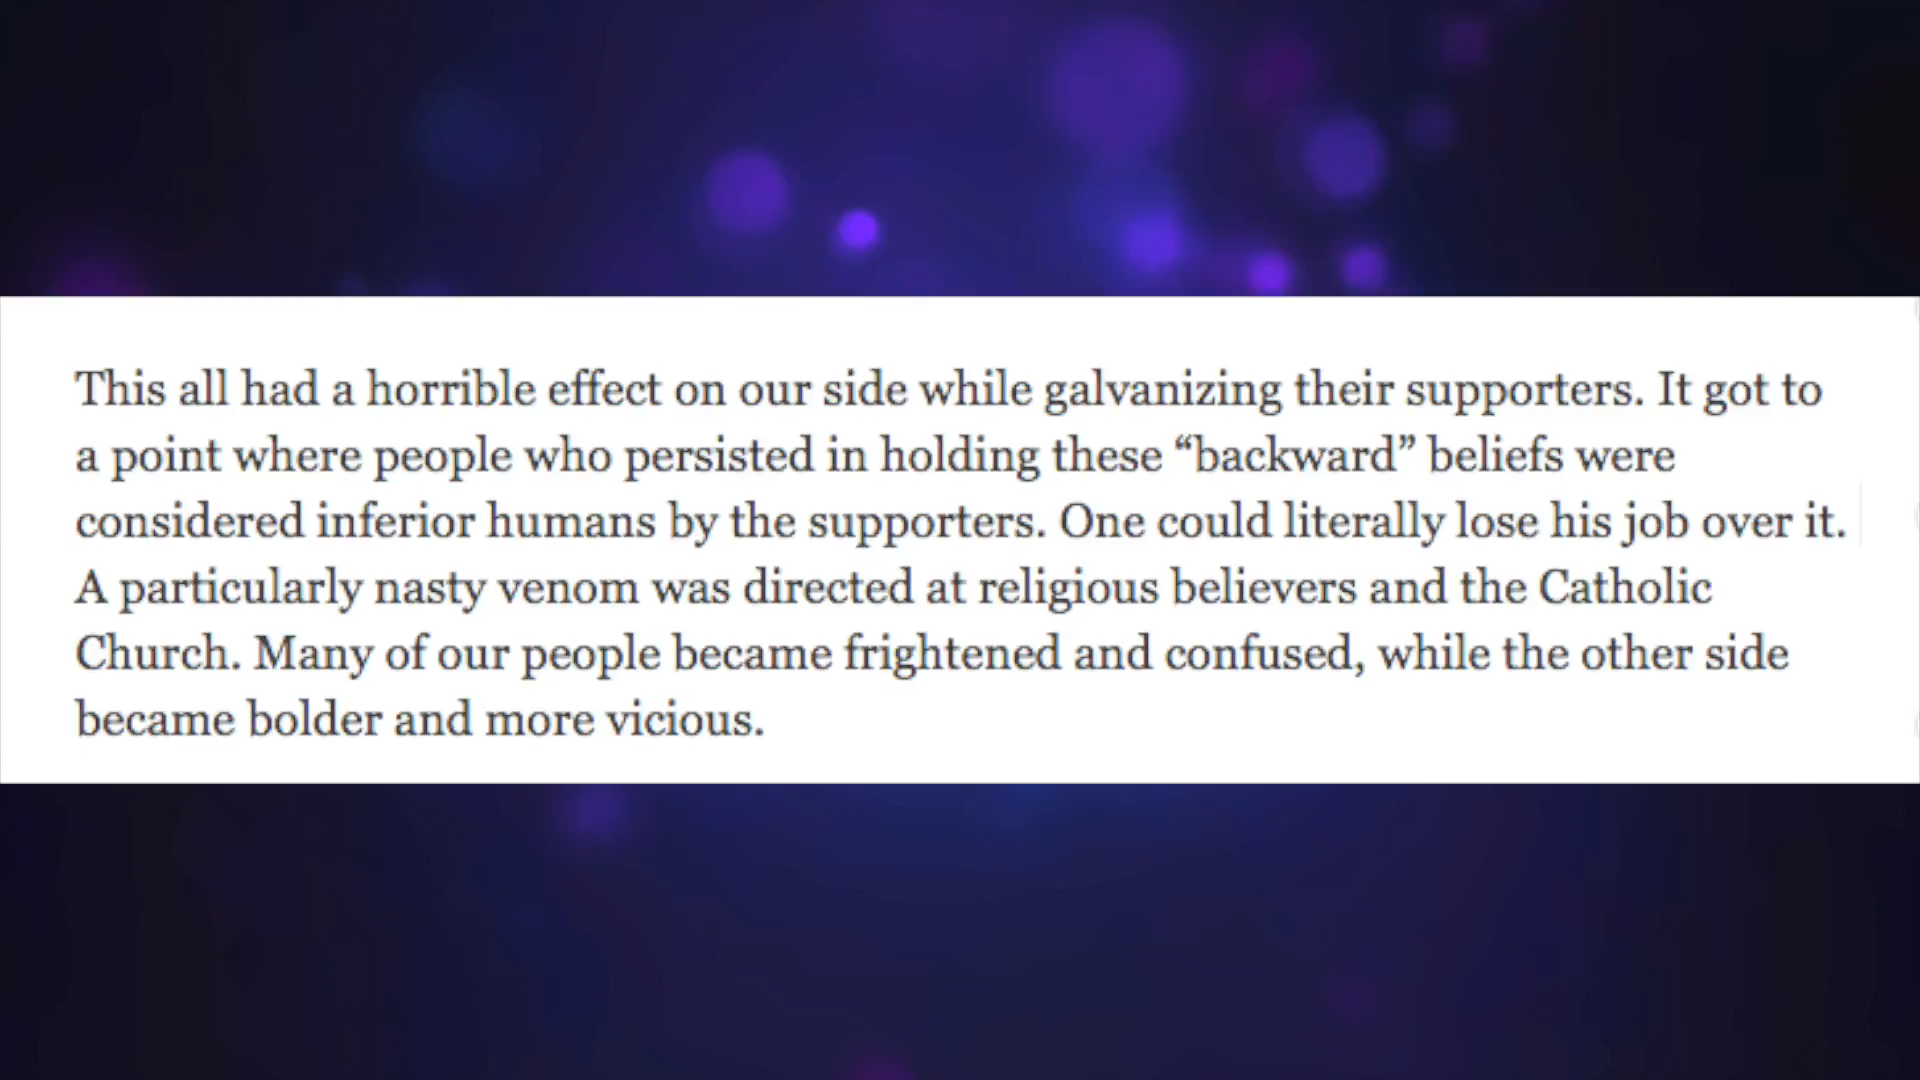 This all had a horrible effect on our side while galvanizing their supporters. It got to
a point where people who persisted in holding these “backward” beliefs were
considered inferior humans by the supporters. One could literally lose his job over it.
A particularly nasty venom was directed at religious believers and the Catholic
Church. Many of our people became frightened and confused, while the other side
became bolder and more vicious.